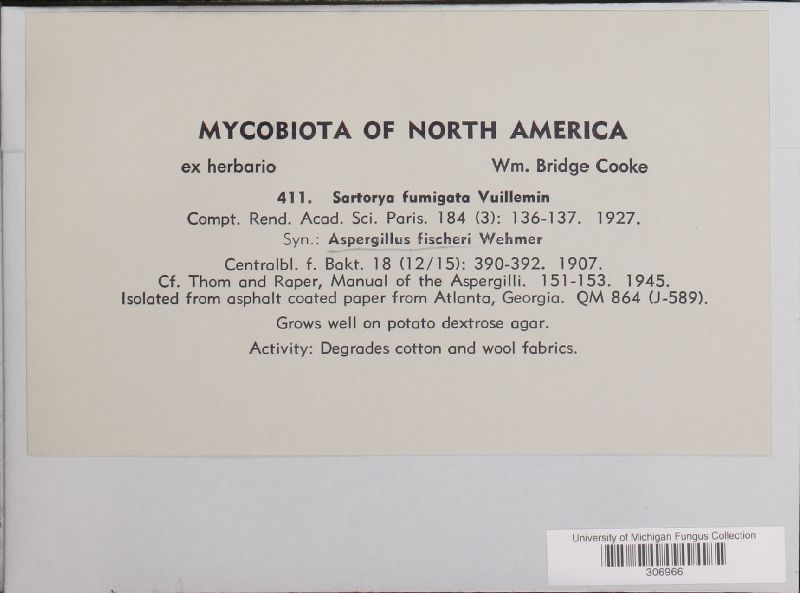 MYCOBIOTA OF NORTH AMERICA
ex herbario Wm. Bridge Cooke
411. Sartorya fumigata Vuillemin
Compt. Rend. Acad. Sci. Paris. 184 (3): 136-137. 1927.
Syn.: Aspergillus fischeri Wehmer
Centralbl. f. Bakt. 18 (12/15): 390-392. 1907.
Cf. Thom and Raper, Manual of the Aspergilli. 151-153. 1945.
Isolated from asphalt coated paper from Atlanta, Georgia. QM 864 (J-589).
Grows well on potato dextrose agar.
Activity: Degrades cotton and wool fabrics.
University of Michigan Fungus Collection
306966